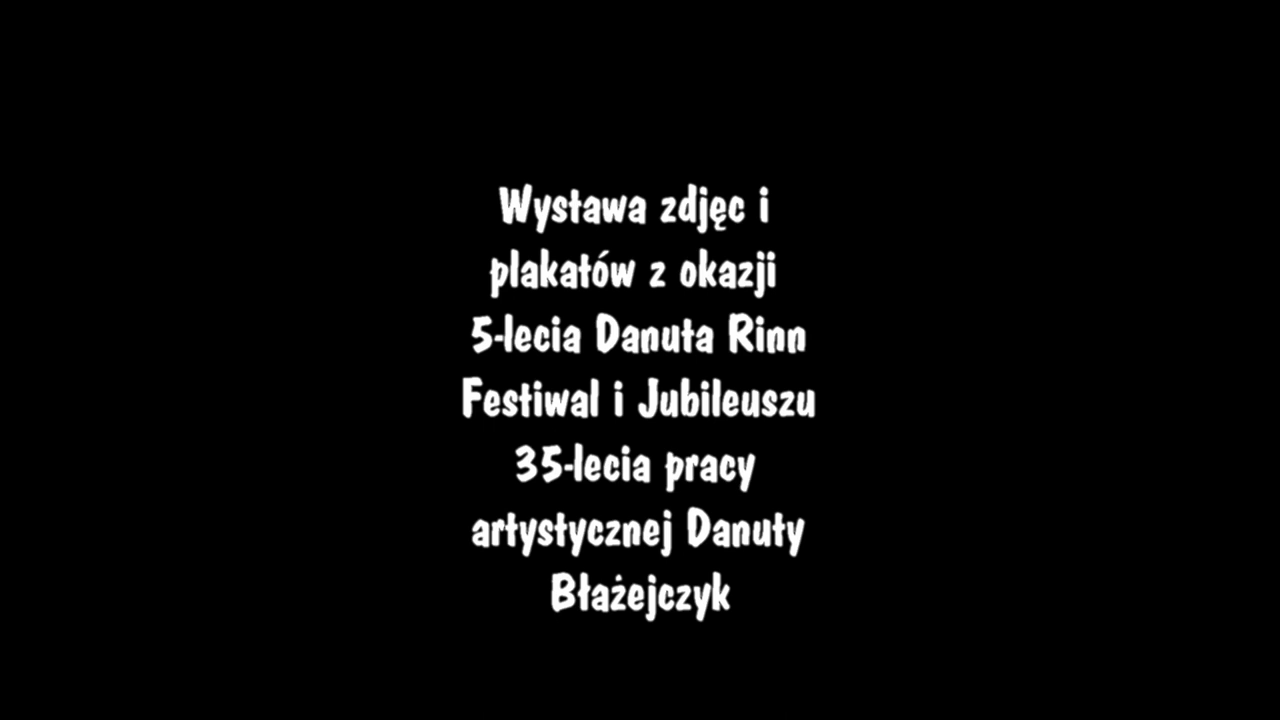 Wystawa zdjęc i
plakatów z okazji
5-lecia Danuta Rinn
Festiwal i Jubileuszu
35-lecia pracy
artystycznej Danuty
Błażejczyk